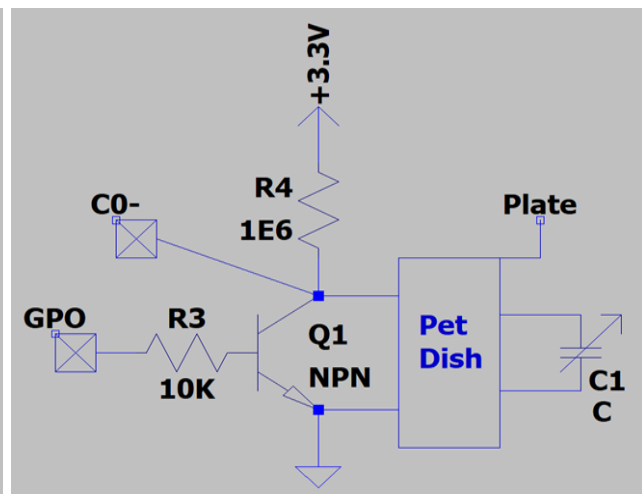 +3.3V
R4
1E6
C0-
Plate
GPO
R3
10K
Q1
NPN
Pet
Dish
C1
C